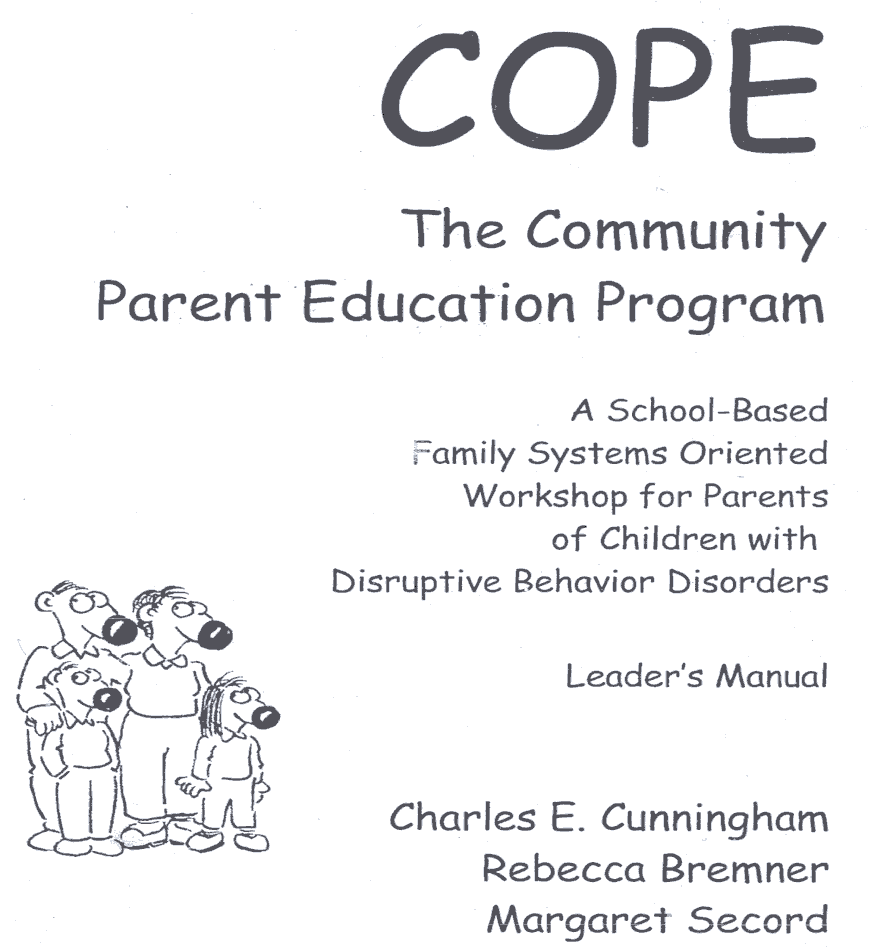 COPE
The Community
Parent Education Program
A School-Based
Family Systems Oriented
Workshop for Parents
of Children with
Disruptive Behavior Disorders
Leader's Manual
Charles E. Cunningham
Rebecca Bremner
Margaret Secord